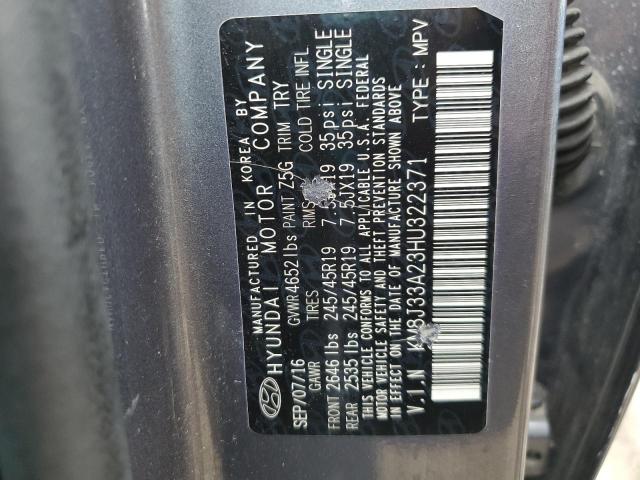 MANUFACTURED IN KOREA BY
HYUNDAI MOTOR COMPANY
SEP/07/16 GVWR 4652 lbs PAINT Z5G TRIM TRY
GAWR TIRES RIMS COLD TIRE INFL
FRONT 2646 lbs 245/45R19 35psi SINGLE
REAR 2535 lbs 245/45R19 7.5JX19 35psi SINGLE
THIS VEHICLE CONFORMS TO ALL APPLICABLE U.S.A. FEDERAL
MOTOR VEHICLE SAFETY AND THEFT PREVENTION STANDARDS
IN EFFECT ON THE DATE OF MANUFACTURE SHOWN ABOVE
V.I.N KM8J33A23HU322371 TYPE : MPV